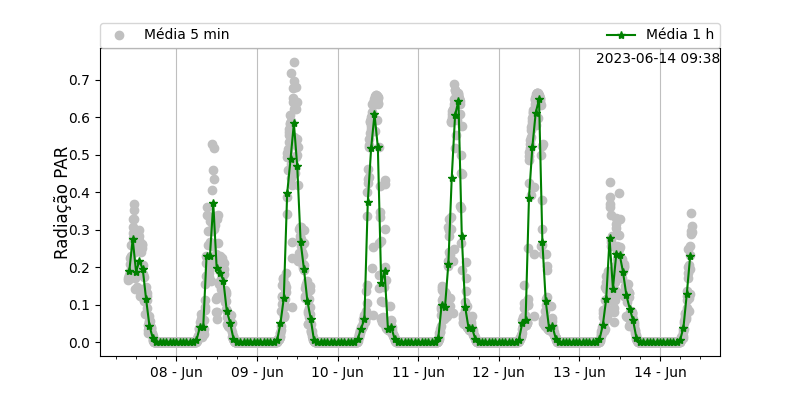 Média 5 min
Média 1 h
2023-06-14 09:38
Radiação PAR
0.7
0.6
0.5
0.4
0.3
0.2
0.1
0.0
08 - Jun
09 - Jun
10 - Jun
11 - Jun
12 - Jun
13 - Jun
14 - Jun